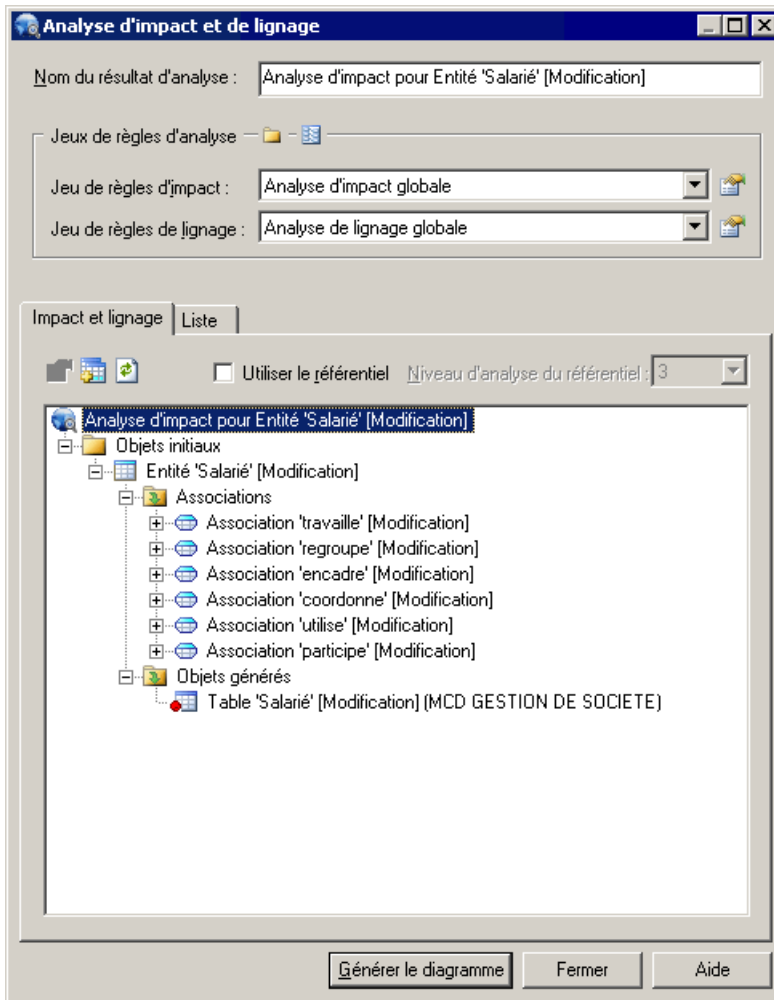 Analyse d'impact et de lignage
Nom du résultat d'analyse : Analyse d'impact pour Entité 'Salarié' [Modification]
Jeux de règles d'analyse
Jeu de règles d'impact : Analyse d'impact globale
Jeu de règles de lignage : Analyse de lignage globale
Impact et lignage Liste
Utiliser le référentiel Niveau d'analyse du référentiel : 3
Analyse d'impact pour Entité 'Salarié' [Modification]
Objets initiaux
Entité 'Salarié' [Modification]
Associations
Association 'travaille' [Modification]
Association 'regroupe' [Modification]
Association 'encadre' [Modification]
Association 'coordonne' [Modification]
Association 'utilise' [Modification]
Association 'participe' [Modification]
Objets générés
Table 'Salarié' [Modification] (MCD GESTION DE SOCIETE)
Générer le diagramme Fermer Aide